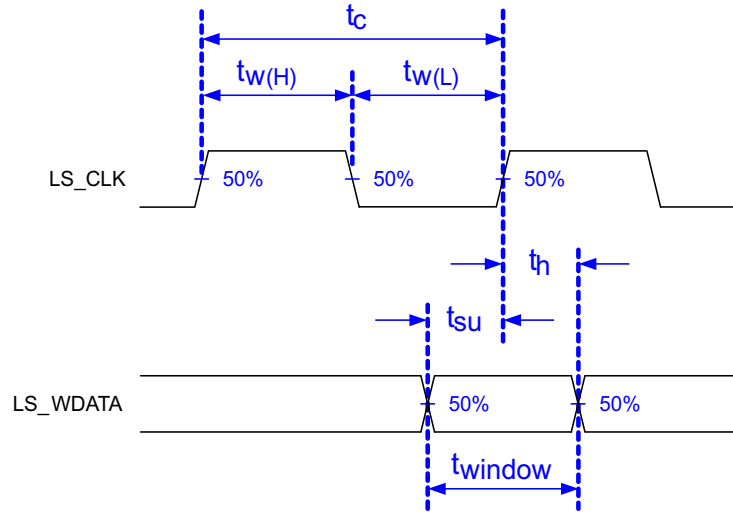 tc
tw(H) tw(L)
LS_CLK 50% 50% 50%
th
tsu
LS_WDATA 50% 50%
twindow